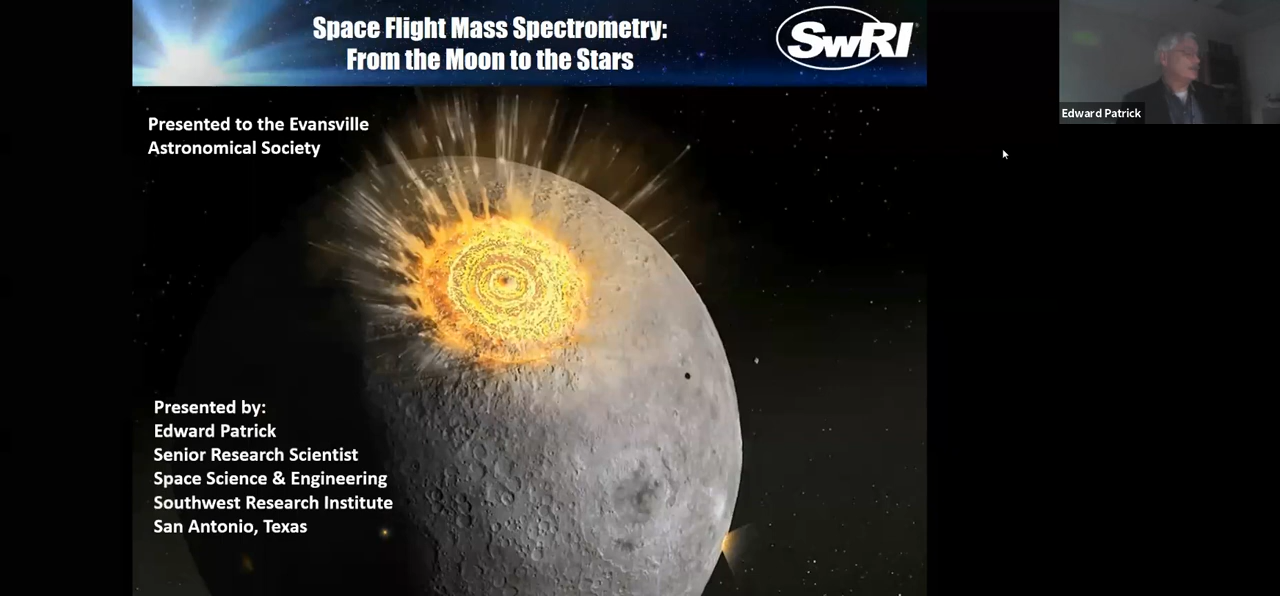 Space Flight Mass Spectrometry:
From the Moon to the Stars
SwRI
Presented to the Evansville
Astronomical Society
Edward Patrick
Presented by:
Edward Patrick
Senior Research Scientist
Space Science & Engineering
Southwest Research Institute
San Antonio, Texas